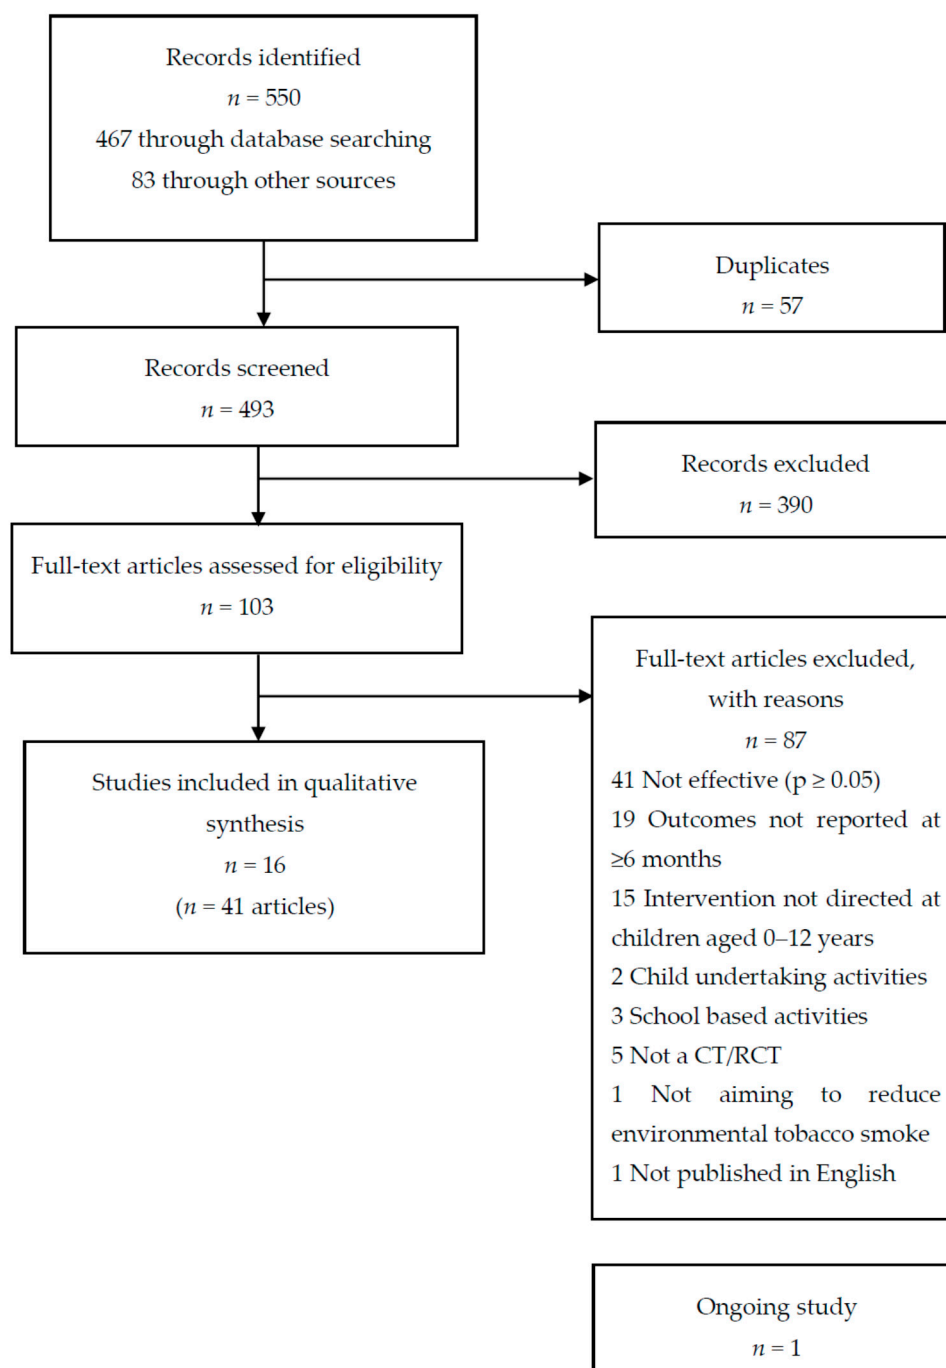 Records identified
n = 550
467 through database searching
83 through other sources
Duplicates
n = 57
Records screened
n = 493
Records excluded
n = 390
Full-text articles assessed for eligibility
n = 103
Full-text articles excluded,
with reasons
n = 87
41 Not effective (p ≥ 0.05)
19 Outcomes not reported at
≥6 months
15 Intervention not directed at
children aged 0–12 years
2 Child undertaking activities
3 School based activities
5 Not a CT/RCT
1 Not aiming to reduce
environmental tobacco smoke
1 Not published in English
Studies included in qualitative
synthesis
n = 16
(n = 41 articles)
Ongoing study
n = 1